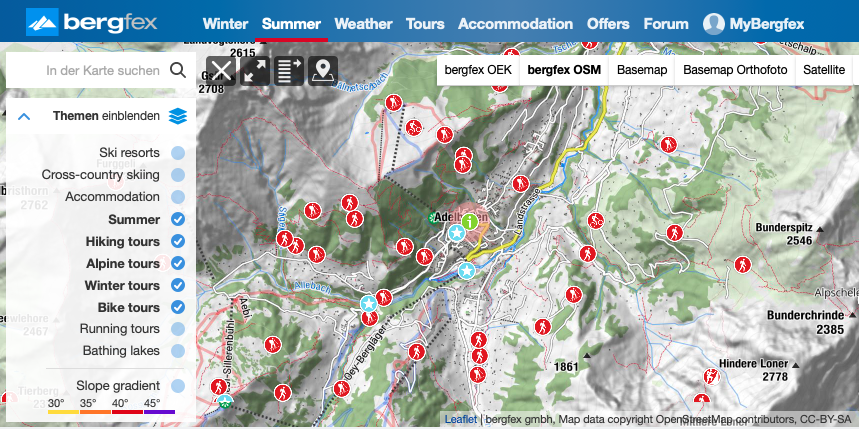 bergfex
Winter Summer Weather Tours Accommodation Offers Forum MyBergfex
2615
In der Karte suchen
2708
bergfex OEK bergfex OSM Basemap Basemap Orthofoto Satellite
Themen einblenden
Ski resorts
Cross-country skiing
Accommodation
2762
Summer
Hiking tours
Alpine tours
Winter tours
Bike tours
Running tours
2467
Bathing lakes
Slope gradient
30° 35° 40° 45°
Adelboden
Landstrasse
Bunderspitz
2546
Allebach
Alpschele
Bunderchrinde
2385
Aebi
Gey-Bergläger
1861
Hindere Loner
2778
Leaflet | bergfex gmbh, Map data copyright OpenStreetMap contributors, CC-BY-SA